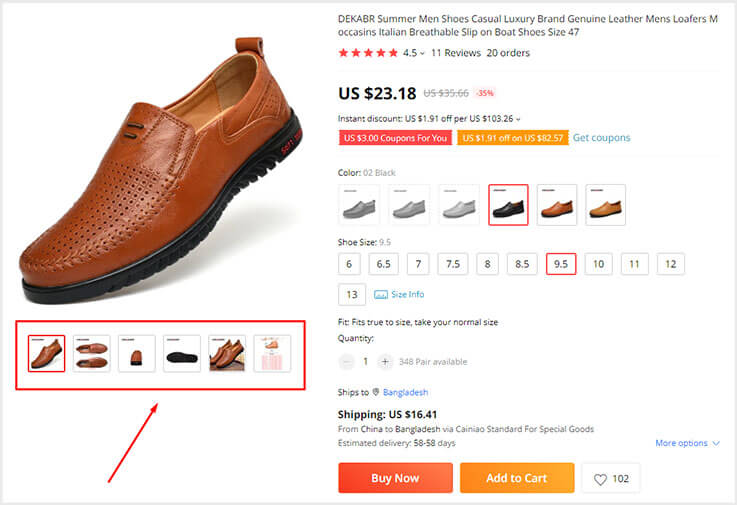 DEKABR Summer Men Shoes Casual Luxury Brand Genuine Leather Mens Loafers M
occasins Italian Breathable Slip on Boat Shoes Size 47
4.5 11 Reviews 20 orders
US $23.18 US $35.66 -35%
Instant discount: US $1.91 off per US $103.26
US $3.00 Coupons For You US $1.91 off on US $82.57 Get coupons
Color: 02 Black
Shoe Size: 9.5
6 6.5 7 7.5 8 8.5 9.5 10 11 12
13 Size Info
Fit: Fits true to size, take your normal size
Quantity:
1 + 348 Pair available
Ships to Bangladesh
Shipping: US $16.41
From China to Bangladesh via Cainiao Standard For Special Goods
Estimated delivery: 58-58 days More options
Buy Now Add to Cart 102